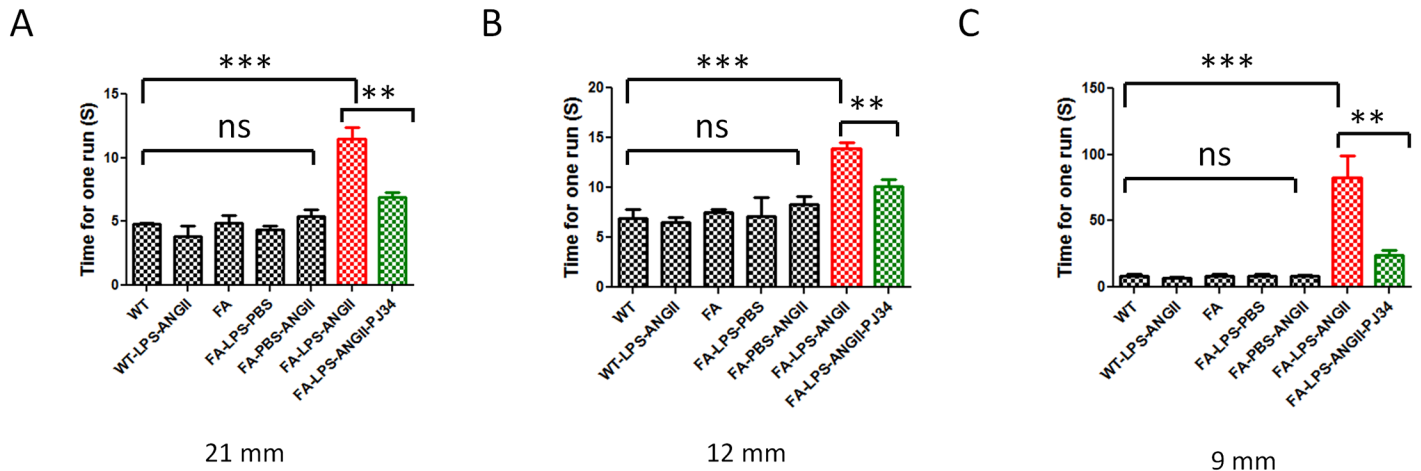 A
***
**
ns
Time for one run (S)
15
10
5
0
WT
WT-LPS-ANGII
FA
FA-LPS-PBS
FA-PBS-ANGII
FA-LPS-ANGII
FA-LPS-ANGII-PJ34
21 mm
B
***
**
ns
Time for one run (S)
20
15
10
5
0
WT
WT-LPS-ANGII
FA
FA-LPS-PBS
FA-PBS-ANGII
FA-LPS-ANGII
FA-LPS-ANGII-PJ34
12 mm
C
***
**
ns
Time for one run (S)
150
100
50
0
WT
WT-LPS-ANGII
FA
FA-LPS-PBS
FA-PBS-ANGII
FA-LPS-ANGII
FA-LPS-ANGII-PJ34
9 mm